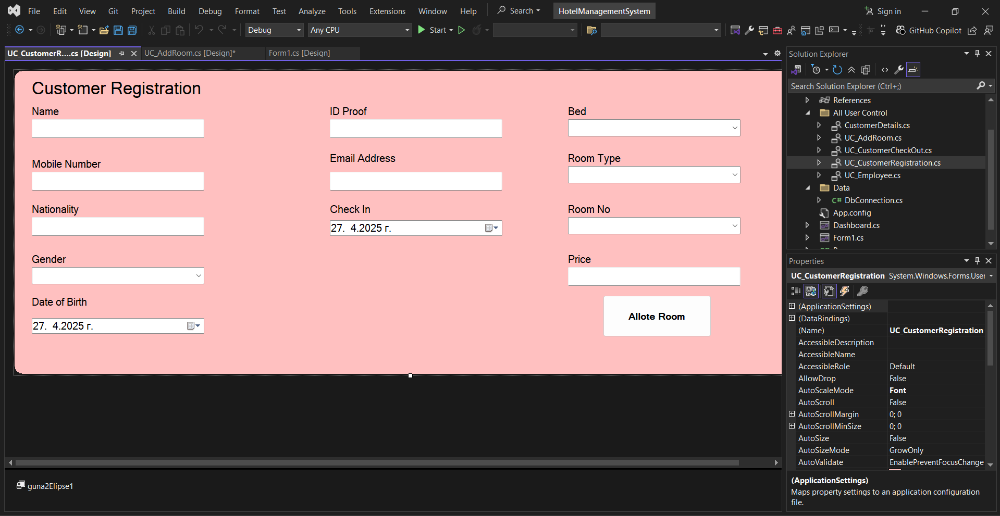 File Edit View Git Project Build Debug Format Test Analyze Tools Extensions Window Help Search HotelManagementSystem Sign in
Debug Any CPU Start GitHub Copilot
UC_CustomerR....cs [Design] UC_AddRoom.cs [Design]* Form1.cs [Design]
Customer Registration
Name
Mobile Number
Nationality
Gender
Date of Birth
27. 4.2025 г.
ID Proof
Email Address
Check In
27. 4.2025 г.
Bed
Room Type
Room No
Price
Allote Room
guna2Elipse1
Solution Explorer
Search Solution Explorer (Ctrl+;)
References
All User Control
CustomerDetails.cs
UC_AddRoom.cs
UC_CustomerCheckOut.cs
UC_CustomerRegistration.cs
UC_Employee.cs
Data
C# DbConnection.cs
App.config
Dashboard.cs
Form1.cs
Properties
UC_CustomerRegistration System.Windows.Forms.User
(ApplicationSettings)
(DataBindings)
(Name) UC_CustomerRegistration
AccessibleDescription
AccessibleName
AccessibleRole Default
AllowDrop False
AutoScaleMode Font
AutoScroll False
AutoScrollMargin 0; 0
AutoScrollMinSize 0; 0
AutoSize False
AutoSizeMode GrowOnly
AutoValidate EnablePreventFocusChange
(ApplicationSettings)
Maps property settings to an application configuration
file.